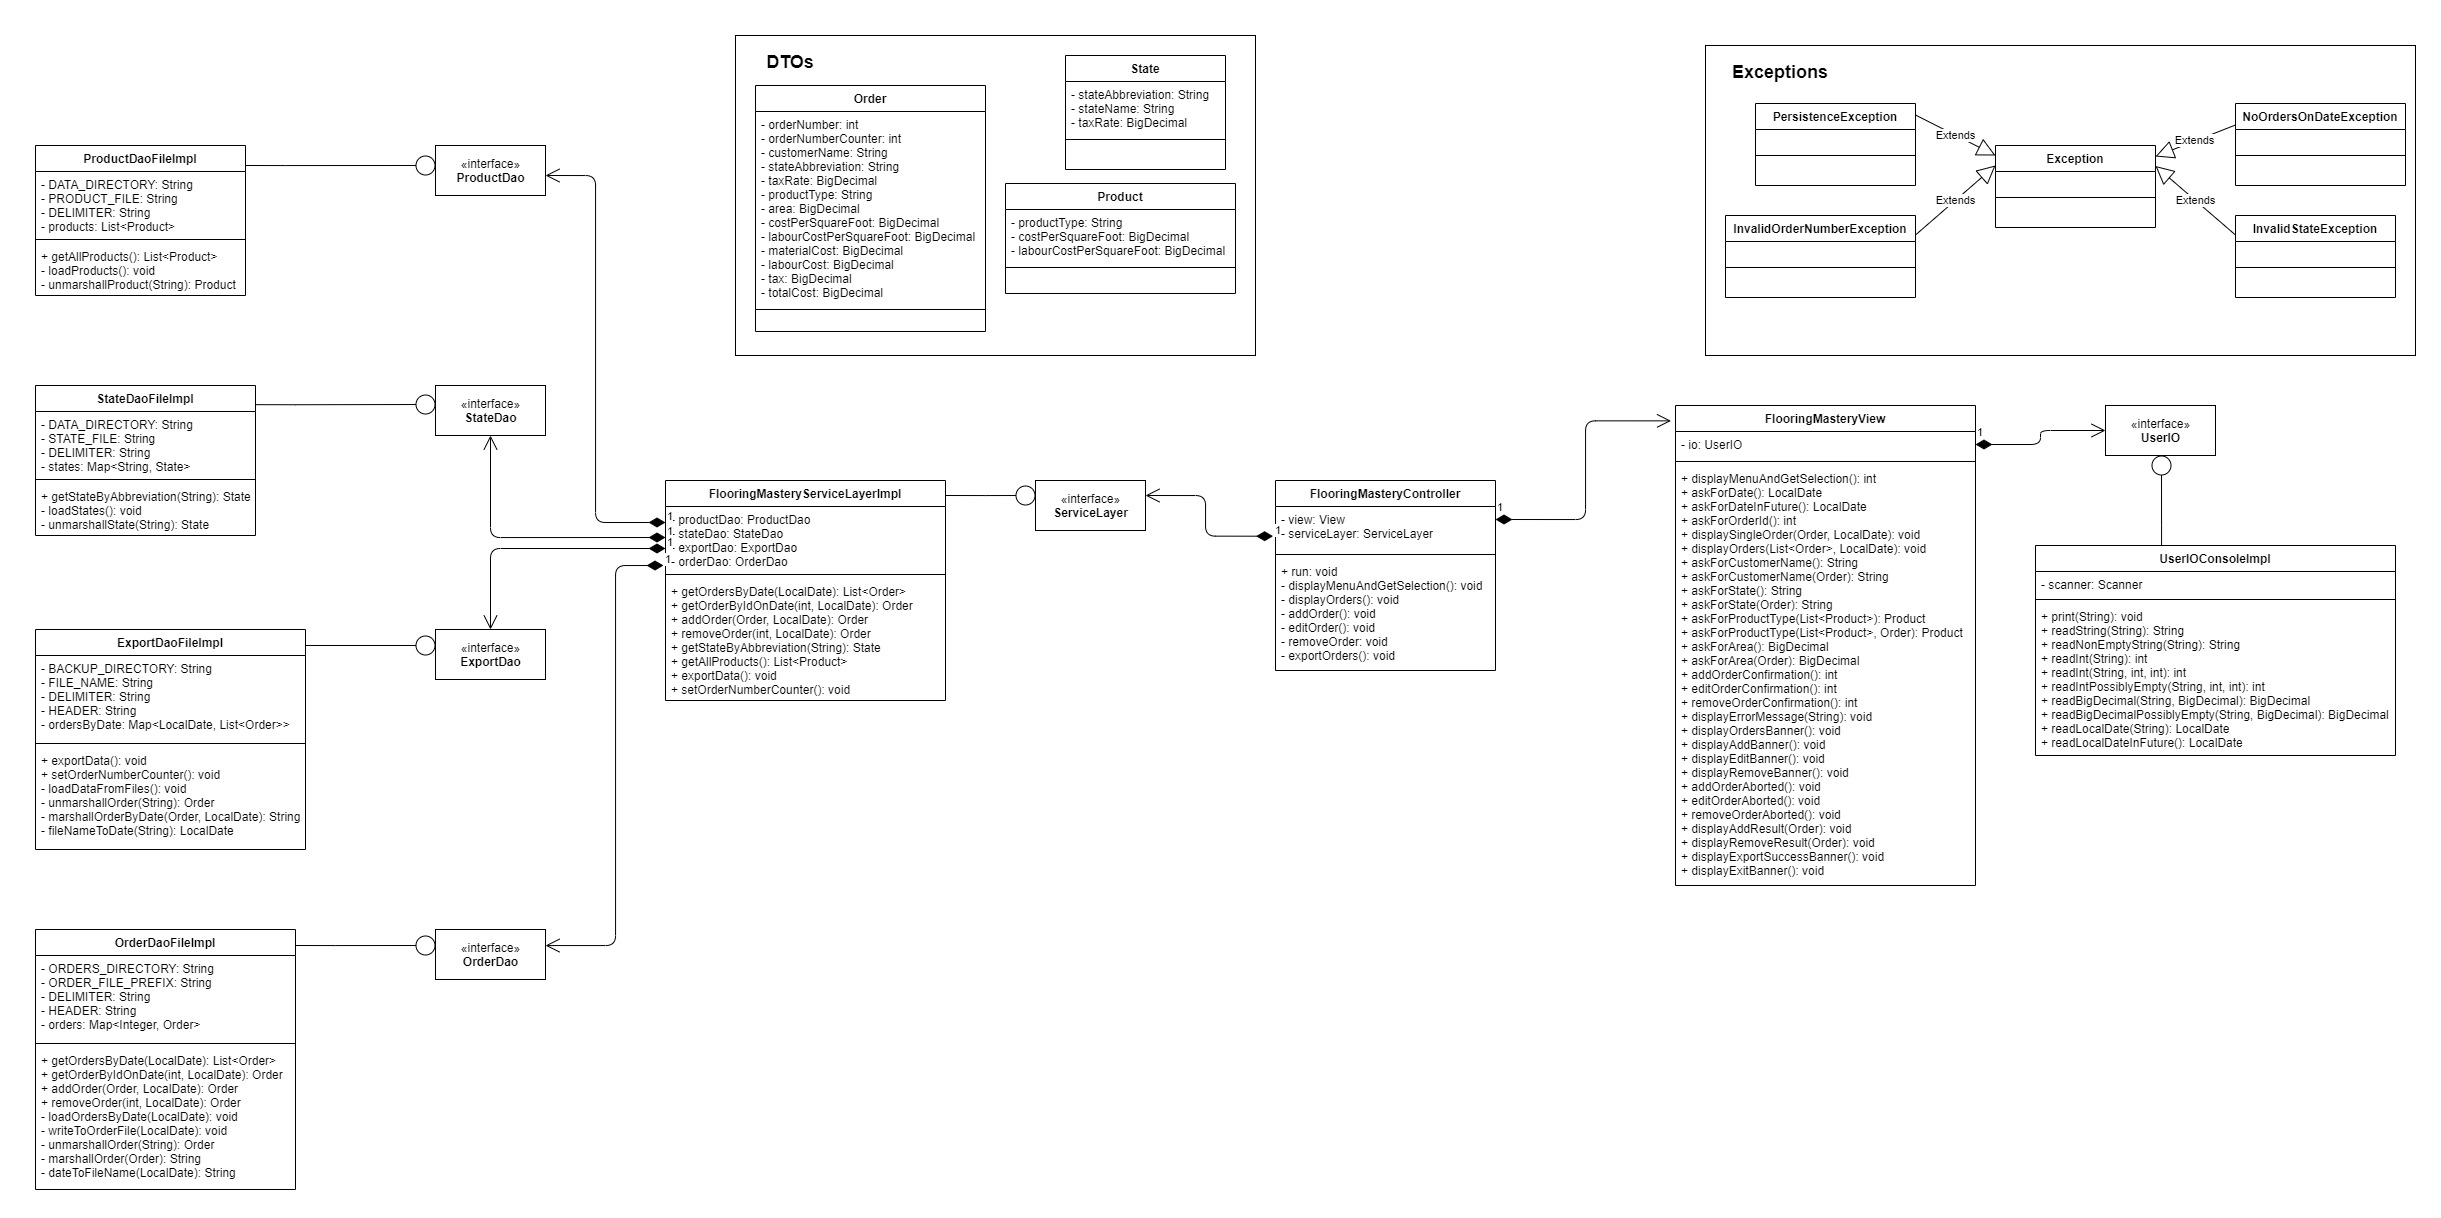 DTOs
Order
- orderNumber: int
- orderNumberCounter: int
- customerName: String
- stateAbbreviation: String
- taxRate: BigDecimal
- productType: String
- area: BigDecimal
- costPerSquareFoot: BigDecimal
- labourCostPerSquareFoot: BigDecimal
- materialCost: BigDecimal
- labourCost: BigDecimal
- tax: BigDecimal
- totalCost: BigDecimal
State
- stateAbbreviation: String
- stateName: String
- taxRate: BigDecimal
Product
- productType: String
- costPerSquareFoot: BigDecimal
- labourCostPerSquareFoot: BigDecimal
Exceptions
PersistenceException
Extends
NoOrdersOnDateException
Extends
Exception
InvalidOrderNumberException
Extends
InvalidStateException
Extends
ProductDaoFileImpl
- DATA_DIRECTORY: String
- PRODUCT_FILE: String
- DELIMITER: String
- products: List<Product>
+ getAllProducts(): List<Product>
- loadProducts(): void
- unmarshallProduct(String): Product
«interface»
ProductDao
StateDaoFileImpl
- DATA_DIRECTORY: String
- STATE_FILE: String
- DELIMITER: String
- states: Map<String, State>
+ getStateByAbbreviation(String): State
- loadStates(): void
- unmarshallState(String): State
«interface»
StateDao
ExportDaoFileImpl
- BACKUP_DIRECTORY: String
- FILE_NAME: String
- DELIMITER: String
- HEADER: String
- ordersByDate: Map<LocalDate, List<Order>>
+ exportData(): void
+ setOrderNumberCounter(): void
- loadDataFromFiles(): void
- unmarshallOrder(String): Order
- marshallOrderByDate(Order, LocalDate): String
- fileNameToDate(String): LocalDate
«interface»
ExportDao
OrderDaoFileImpl
- ORDERS_DIRECTORY: String
- ORDER_FILE_PREFIX: String
- DELIMITER: String
- HEADER: String
- orders: Map<Integer, Order>
+ getOrdersByDate(LocalDate): List<Order>
+ getOrderByIdOnDate(int, LocalDate): Order
+ addOrder(Order, LocalDate): Order
+ removeOrder(int, LocalDate): Order
- loadOrdersByDate(LocalDate): void
- writeToOrderFile(LocalDate): void
- unmarshallOrder(String): Order
- marshallOrder(Order): String
- dateToFileName(LocalDate): String
«interface»
OrderDao
FlooringMasteryServiceLayerImpl
1
- productDao: ProductDao
1
- stateDao: StateDao
1
- exportDao: ExportDao
1
- orderDao: OrderDao
+ getOrdersByDate(LocalDate): List<Order>
+ getOrderByIdOnDate(int, LocalDate): Order
+ addOrder(Order, LocalDate): Order
+ removeOrder(int, LocalDate): Order
+ getStateByAbbreviation(String): State
+ getAllProducts(): List<Product>
+ exportData(): void
+ setOrderNumberCounter(): void
«interface»
ServiceLayer
FlooringMasteryController
- view: View
1
- serviceLayer: ServiceLayer
1
+ run: void
- displayMenuAndGetSelection(): void
- displayOrders(): void
- addOrder(): void
- editOrder(): void
- removeOrder: void
- exportOrders(): void
FlooringMasteryView
- io: UserIO
1
+ displayMenuAndGetSelection(): int
+ askForDate(): LocalDate
+ askForDateInFuture(): LocalDate
+ askForOrderId(): int
+ displaySingleOrder(Order, LocalDate): void
+ displayOrders(List<Order>, LocalDate): void
+ askForCustomerName(): String
+ askForCustomerName(Order): String
+ askForState(): String
+ askForState(Order): String
+ askForProductType(List<Product>): Product
+ askForProductType(List<Product>, Order): Product
+ askForArea(): BigDecimal
+ askForArea(Order): BigDecimal
+ addOrderConfirmation(): int
+ editOrderConfirmation(): int
+ removeOrderConfirmation(): int
+ displayErrorMessage(String): void
+ displayOrdersBanner(): void
+ displayAddBanner(): void
+ displayEditBanner(): void
+ displayRemoveBanner(): void
+ addOrderAborted(): void
+ editOrderAborted(): void
+ removeOrderAborted(): void
+ displayAddResult(Order): void
+ displayRemoveResult(Order): void
+ displayExportSuccessBanner(): void
+ displayExitBanner(): void
«interface»
UserIO
UserIOConsoleImpl
- scanner: Scanner
+ print(String): void
+ readString(String): String
+ readNonEmptyString(String): String
+ readInt(String): int
+ readInt(String, int, int): int
+ readIntPossiblyEmpty(String, int, int): int
+ readBigDecimal(String, BigDecimal): BigDecimal
+ readBigDecimalPossiblyEmpty(String, BigDecimal): BigDecimal
+ readLocalDate(String): LocalDate
+ readLocalDateInFuture(): LocalDate